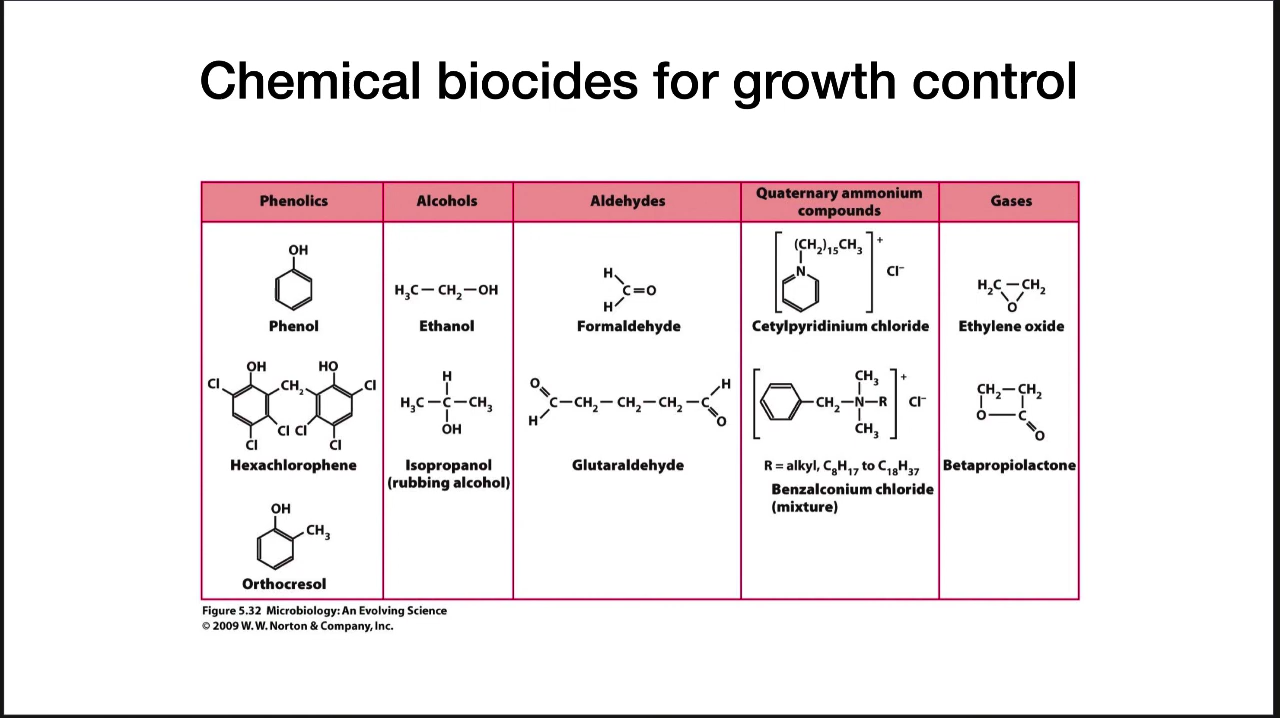 Chemical biocides for growth control
Phenolics
Alcohols
Aldehydes
Quaternary ammonium
compounds
Gases
OH
Phenol
H₃C—CH₂—OH
Ethanol
H
C=O
H
Formaldehyde
(CH₂)₁₅CH₃
+
N
Cl⁻
Cetylpyridinium chloride
H₂C—CH₂
O
Ethylene oxide
OH
HO
Cl
CH₂
Cl
Cl
Cl
Cl
Cl
Hexachlorophene
H
H₃C—C—CH₃
OH
Isopropanol
(rubbing alcohol)
O
H
C—CH₂—CH₂—CH₂—C
H
O
Glutaraldehyde
CH₃
+
CH₂—N—R
Cl⁻
CH₃
R = alkyl, C₈H₁₇ to C₁₈H₃₇
Benzalconium chloride
(mixture)
CH₂—CH₂
O—C
O
Betapropiolactone
OH
CH₃
Orthocresol
Figure 5.32 Microbiology: An Evolving Science
© 2009 W. W. Norton & Company, Inc.